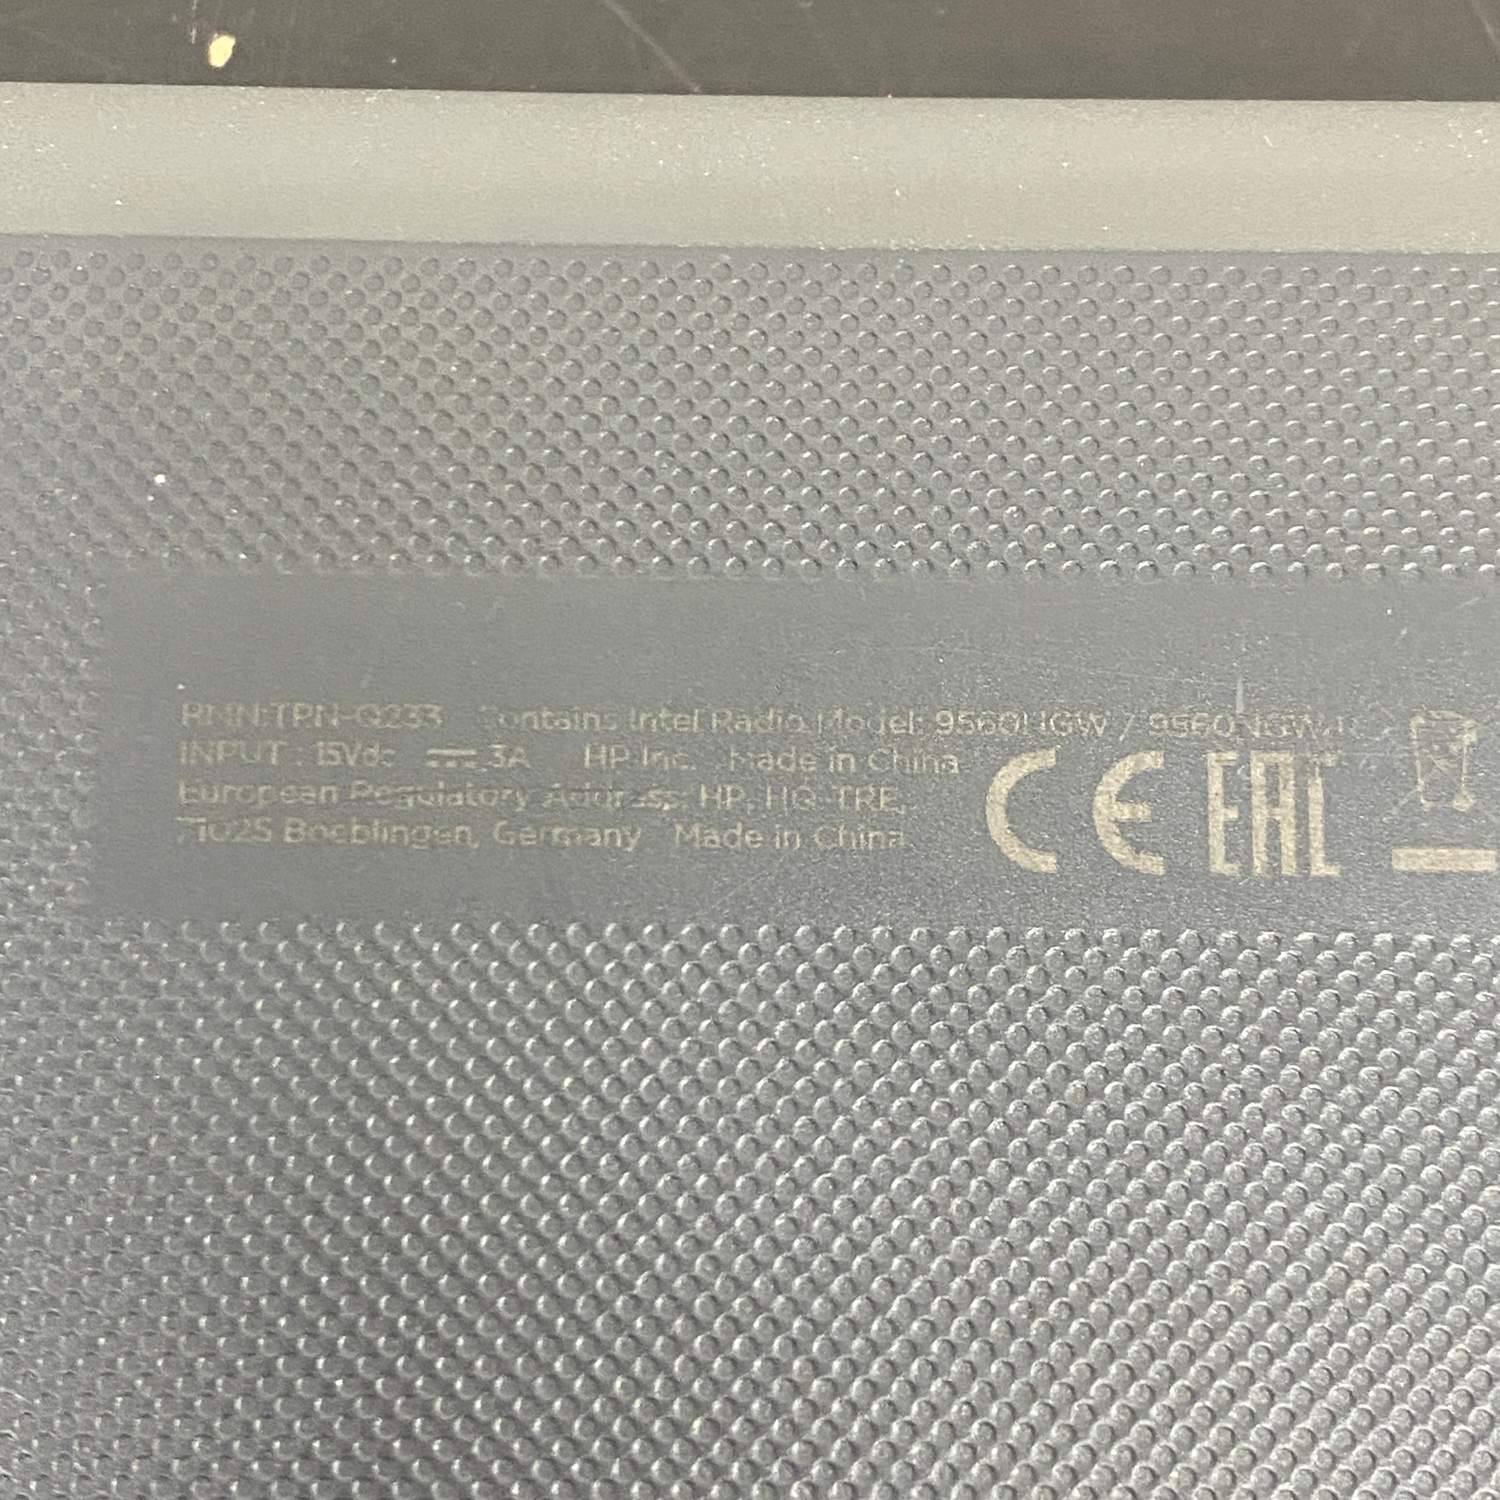 RMN:TPN-Q233 Contains Intel Radio Model: 9560NGW / 9560NGW R
INPUT : 15Vdc 3A HP Inc. Made in China
European Regulatory Address: HP, HQ-TRE,
71025 Boeblingen, Germany Made in China
CE EAC